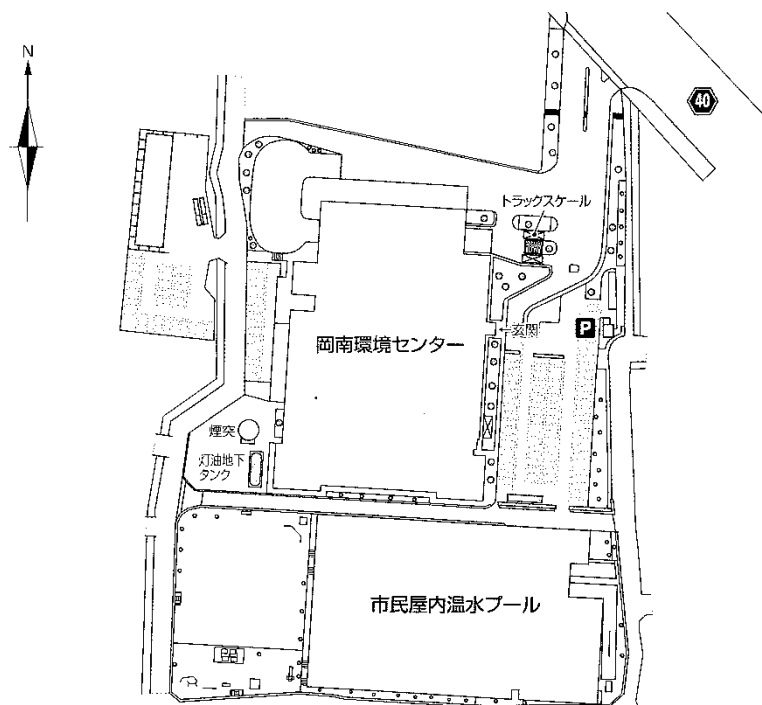 N
40
トラックスケール
玄関
P
岡南環境センター
煙突
灯油地下
タンク
市民屋内温水プール